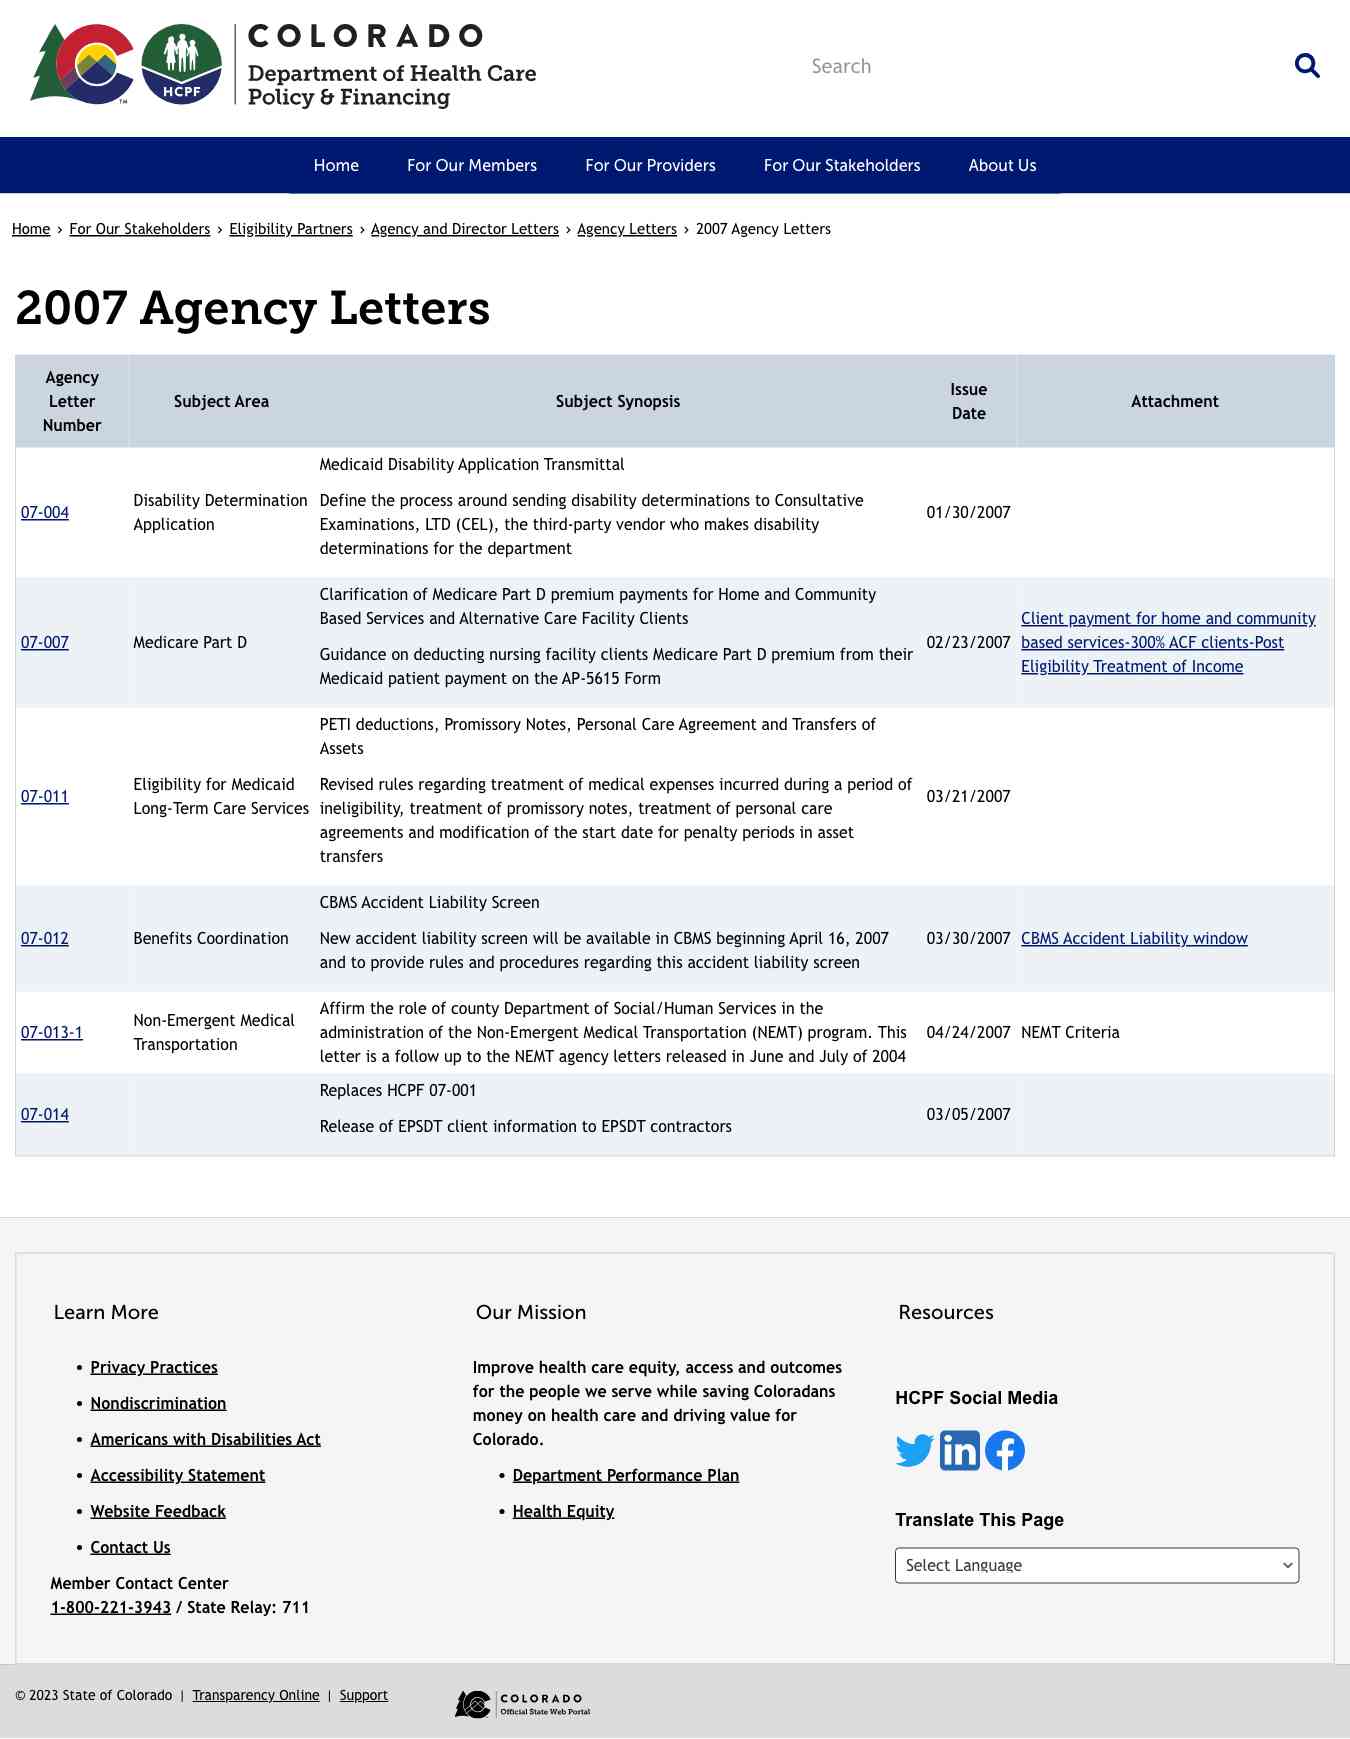 COLORADO
Department of Health Care
Policy & Financing
HCPF
TM
Search
Home
For Our Members
For Our Providers
For Our Stakeholders
About Us
Home › For Our Stakeholders › Eligibility Partners › Agency and Director Letters › Agency Letters › 2007 Agency Letters
2007 Agency Letters
Agency
Letter
Number
Subject Area
Subject Synopsis
Issue
Date
Attachment
07-004
Disability Determination
Application
Medicaid Disability Application Transmittal
Define the process around sending disability determinations to Consultative
Examinations, LTD (CEL), the third-party vendor who makes disability
determinations for the department
01/30/2007
07-007
Medicare Part D
Clarification of Medicare Part D premium payments for Home and Community
Based Services and Alternative Care Facility Clients
Guidance on deducting nursing facility clients Medicare Part D premium from their
Medicaid patient payment on the AP-5615 Form
02/23/2007
Client payment for home and community
based services-300% ACF clients-Post
Eligibility Treatment of Income
07-011
Eligibility for Medicaid
Long-Term Care Services
PETI deductions, Promissory Notes, Personal Care Agreement and Transfers of
Assets
Revised rules regarding treatment of medical expenses incurred during a period of
ineligibility, treatment of promissory notes, treatment of personal care
agreements and modification of the start date for penalty periods in asset
transfers
03/21/2007
07-012
Benefits Coordination
CBMS Accident Liability Screen
New accident liability screen will be available in CBMS beginning April 16, 2007
and to provide rules and procedures regarding this accident liability screen
03/30/2007
CBMS Accident Liability window
07-013-1
Non-Emergent Medical
Transportation
Affirm the role of county Department of Social/Human Services in the
administration of the Non-Emergent Medical Transportation (NEMT) program. This
letter is a follow up to the NEMT agency letters released in June and July of 2004
04/24/2007
NEMT Criteria
07-014
Replaces HCPF 07-001
Release of EPSDT client information to EPSDT contractors
03/05/2007
Learn More
• Privacy Practices
• Nondiscrimination
• Americans with Disabilities Act
• Accessibility Statement
• Website Feedback
• Contact Us
Member Contact Center
1-800-221-3943 / State Relay: 711
Our Mission
Improve health care equity, access and outcomes
for the people we serve while saving Coloradans
money on health care and driving value for
Colorado.
• Department Performance Plan
• Health Equity
Resources
HCPF Social Media
in
Translate This Page
Select Language
© 2023 State of Colorado | Transparency Online | Support
COLORADO
Official State Web Portal